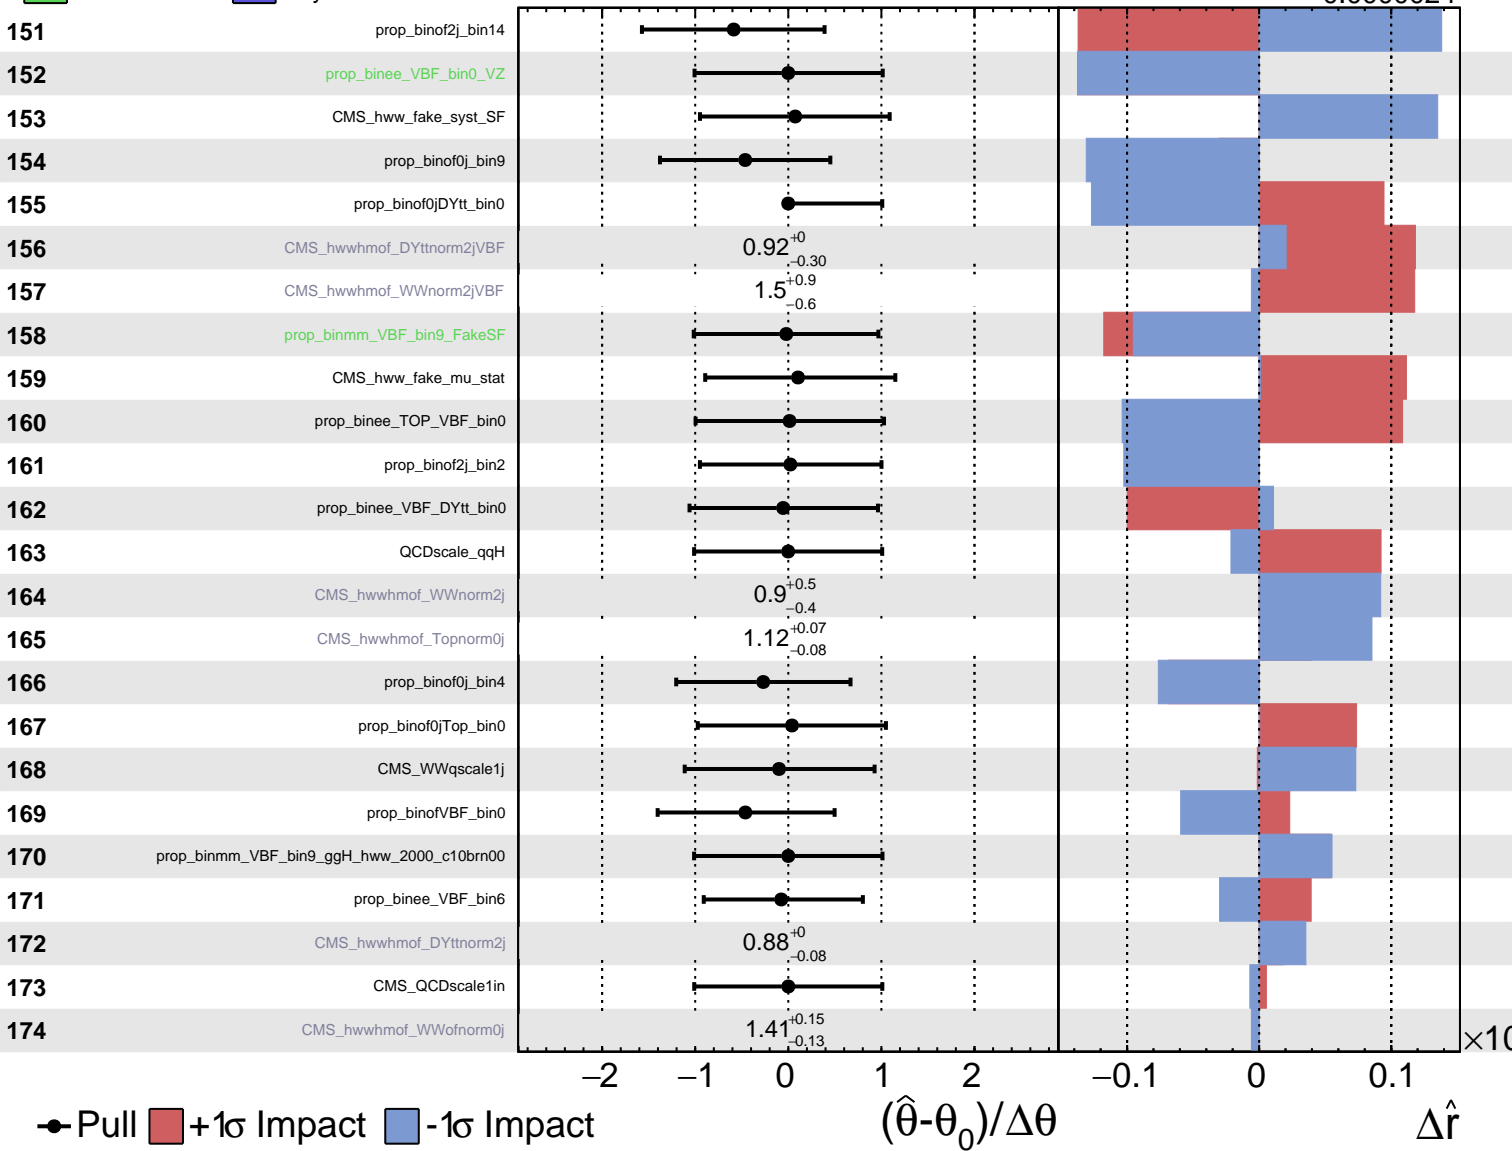 151 prop_binof2j_bin14
152 prop_binee_VBF_bin0_VZ
153 CMS_hww_fake_syst_SF
154 prop_binof0j_bin9
155 prop_binof0jDYtt_bin0
156 CMS_hwwhmof_DYttnorm2jVBF 0.92 +0 −0.30
157 CMS_hwwhmof_WWnorm2jVBF 1.5 +0.9 −0.6
158 prop_binmm_VBF_bin9_FakeSF
159 CMS_hww_fake_mu_stat
160 prop_binee_TOP_VBF_bin0
161 prop_binof2j_bin2
162 prop_binee_VBF_DYtt_bin0
163 QCDscale_qqH
164 CMS_hwwhmof_WWnorm2j 0.9 +0.5 −0.4
165 CMS_hwwhmof_Topnorm0j 1.12 +0.07 −0.08
166 prop_binof0j_bin4
167 prop_binof0jTop_bin0
168 CMS_WWqscale1j
169 prop_binofVBF_bin0
170 prop_binmm_VBF_bin9_ggH_hww_2000_c10brn00
171 prop_binee_VBF_bin6
172 CMS_hwwhmof_DYttnorm2j 0.88 +0 −0.08
173 CMS_QCDscale1in
174 CMS_hwwhmof_WWofnorm0j 1.41 +0.15 −0.13
×10
−2 −1 0 1 2 −0.1 0 0.1
Pull +1σ Impact -1σ Impact (θ̂-θ₀)/Δθ Δr̂